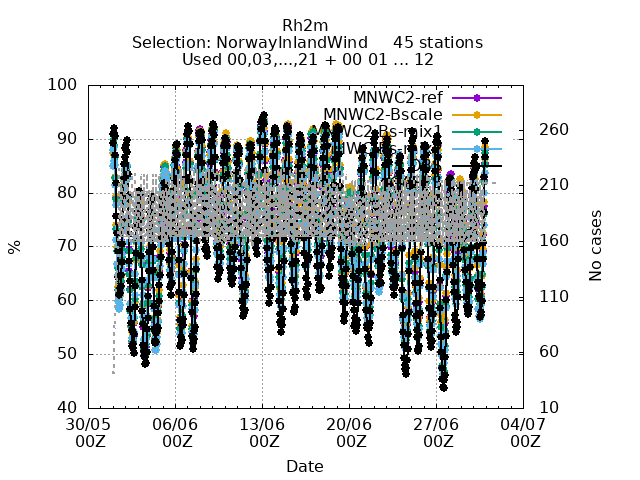 Rh2m
Selection: NorwayInlandWind 45 stations
Used 00,03,...,21 + 00 01 ... 12
100
90
80
70
60
50
40
%
MNWC2-ref
MNWC2-Bscale
260
210
160
110
60
10
No cases
30/05 06/06 13/06 20/06 27/06 04/07
00Z 00Z 00Z 00Z 00Z 00Z
Date